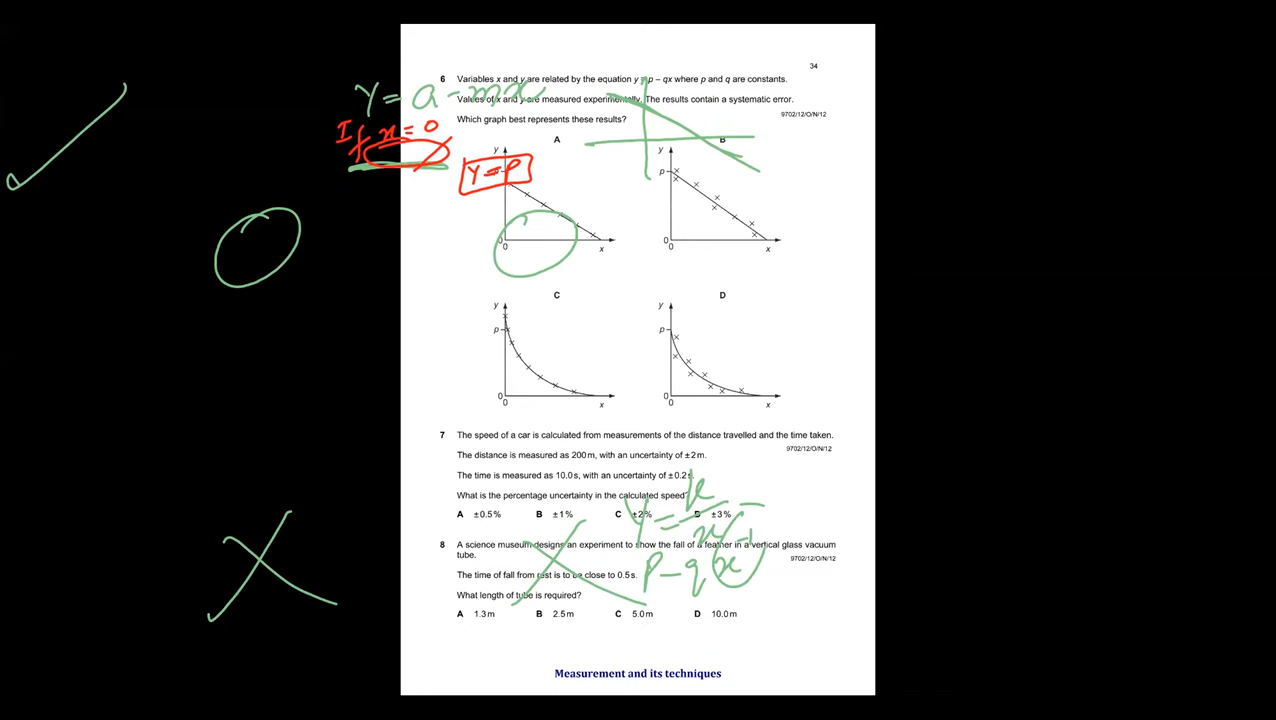 34
6 Variables x and y are related by the equation y = p – qx where p and q are constants.
Y = a - mx
Values of x and y are measured experimentally. The results contain a systematic error.
9702/12/O/N/12
Which graph best represents these results?
If x = 0
A
B
y
y
p
Y = P
p
0
0
0
0
x
x
C
D
y
y
p
p
0
0
0
0
x
x
7 The speed of a car is calculated from measurements of the distance travelled and the time taken.
9702/12/O/N/12
The distance is measured as 200 m, with an uncertainty of ±2 m.
The time is measured as 10.0 s, with an uncertainty of ±0.2 s.
What is the percentage uncertainty in the calculated speed?
A ±0.5% B ±1% C ±2% D ±3%
Y = k/x
8 A science museum designs an experiment to show the fall of a feather in a vertical glass vacuum
tube.
9702/12/O/N/12
P - q x⁻¹
The time of fall from rest is to be close to 0.5 s.
What length of tube is required?
A 1.3 m B 2.5 m C 5.0 m D 10.0 m
Measurement and its techniques